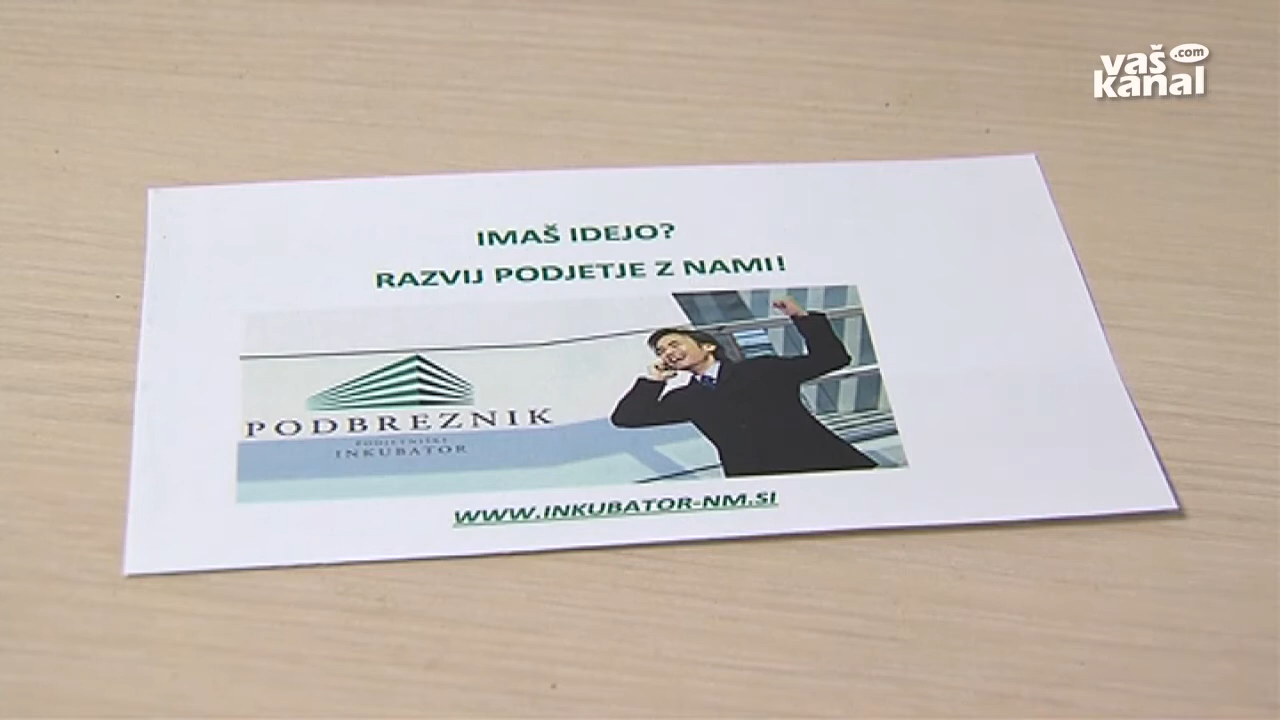 vaš
.com
kanal
IMAŠ IDEJO?
RAZVIJ PODJETJE Z NAMI!
PODBREZNIK
PODJETNIŠKI
INKUBATOR
WWW.INKUBATOR-NM.SI